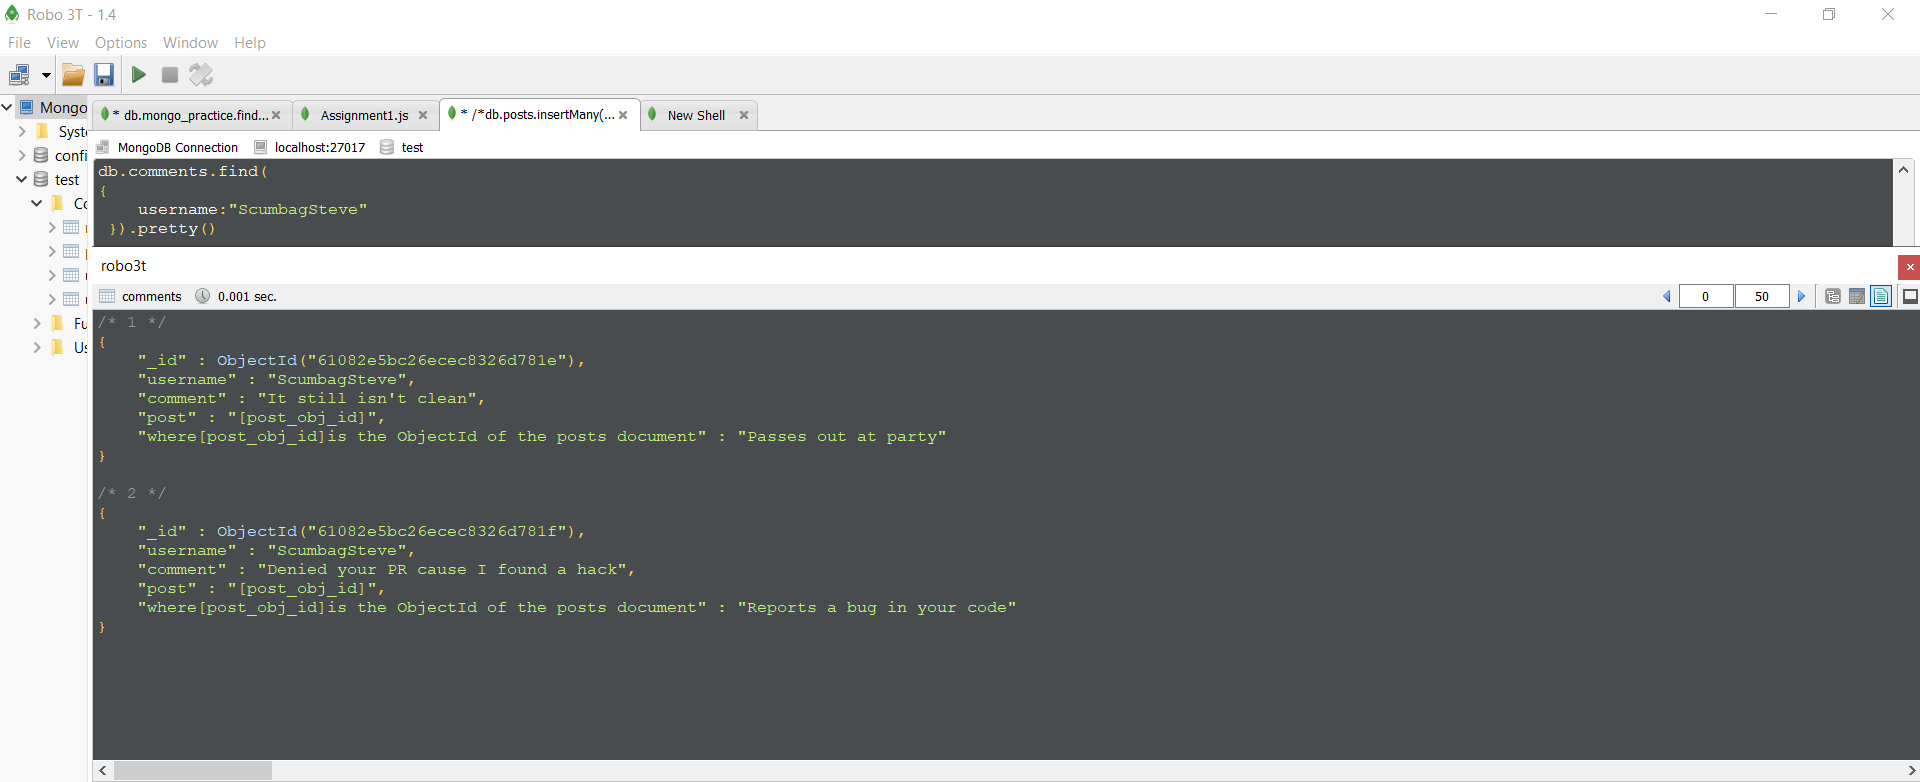 Robo 3T - 1.4
File View Options Window Help
Mongo
* db.mongo_practice.find...
Assignment1.js
* /*db.posts.insertMany(...
New Shell
Syst
confi
test
Co
Fu
Us
MongoDB Connection localhost:27017 test
db.comments.find(
{
username:"ScumbagSteve"
}).pretty()
robo3t
comments 0.001 sec.
0 50
/* 1 */
{
"_id" : ObjectId("61082e5bc26ecec8326d781e"),
"username" : "ScumbagSteve",
"comment" : "It still isn't clean",
"post" : "[post_obj_id]",
"where[post_obj_id]is the ObjectId of the posts document" : "Passes out at party"
}
/* 2 */
{
"_id" : ObjectId("61082e5bc26ecec8326d781f"),
"username" : "ScumbagSteve",
"comment" : "Denied your PR cause I found a hack",
"post" : "[post_obj_id]",
"where[post_obj_id]is the ObjectId of the posts document" : "Reports a bug in your code"
}